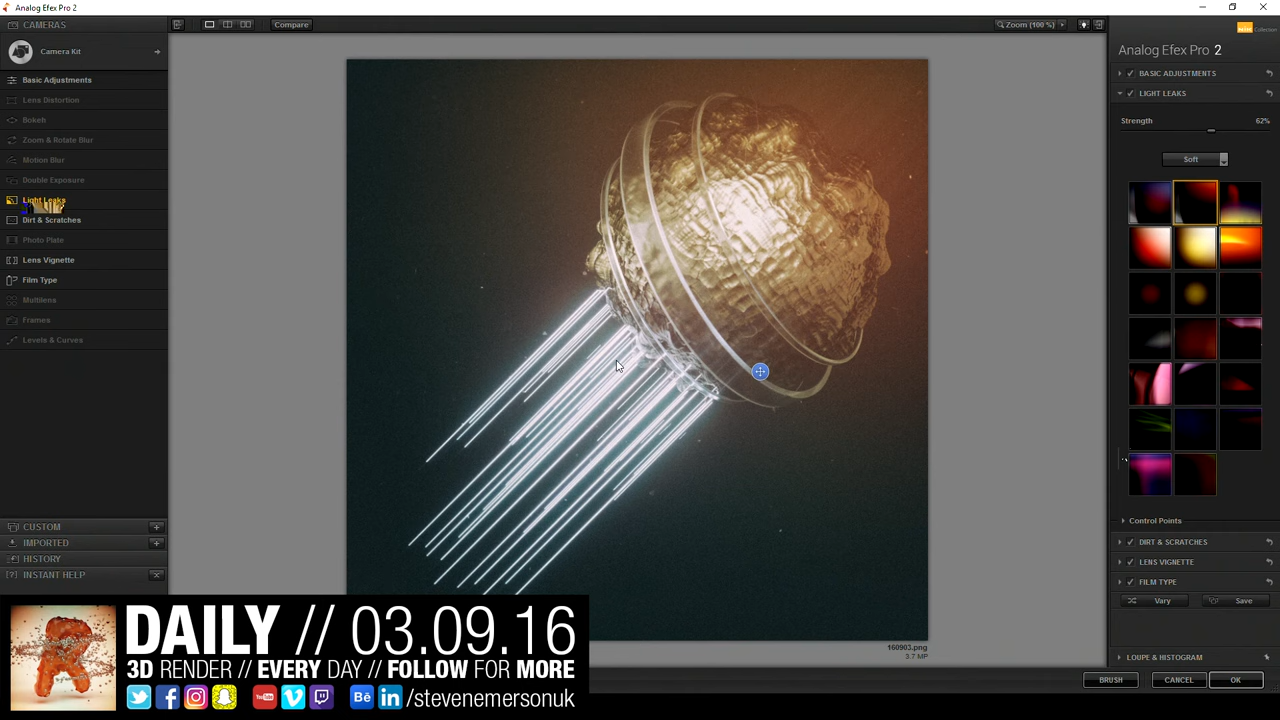 Analog Efex Pro 2
CAMERAS
Camera Kit
Basic Adjustments
Lens Distortion
Bokeh
Zoom & Rotate Blur
Motion Blur
Double Exposure
Light Leaks
Dirt & Scratches
Photo Plate
Lens Vignette
Film Type
Multilens
Frames
Levels & Curves
CUSTOM
IMPORTED
HISTORY
INSTANT HELP
Compare
Zoom (100 %)
Collection
Analog Efex Pro 2
BASIC ADJUSTMENTS
LIGHT LEAKS
Strength 62%
Soft
Control Points
DIRT & SCRATCHES
LENS VIGNETTE
FILM TYPE
Vary Save
LOUPE & HISTOGRAM
BRUSH CANCEL OK
160903.png
3.7 MP
DAILY // 03.09.16
3D RENDER // EVERY DAY // FOLLOW FOR MORE
/stevenemersonuk